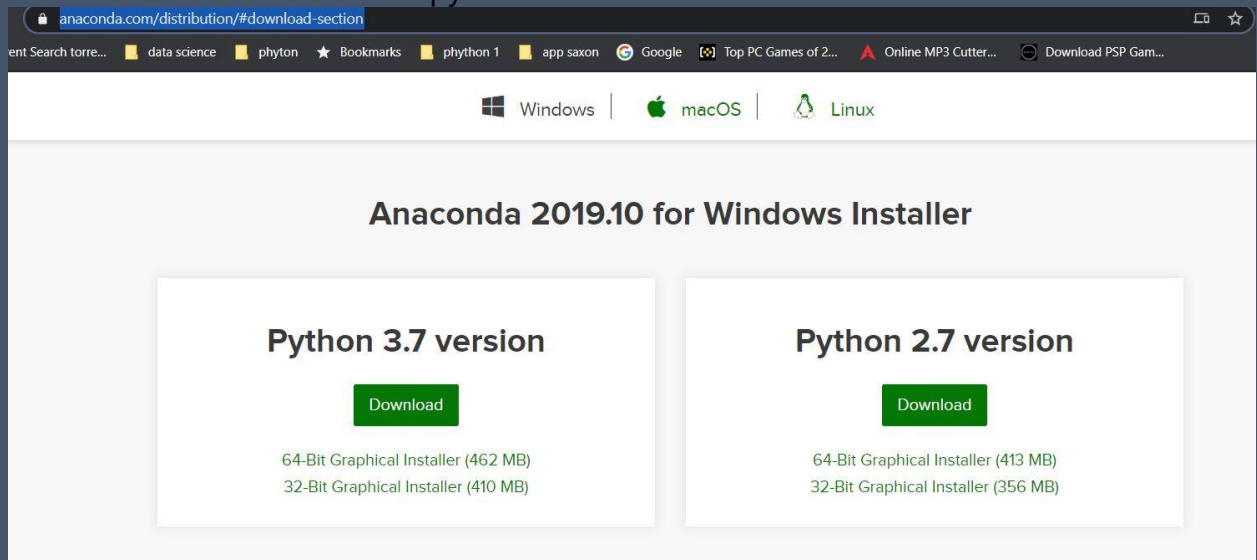 py
anaconda.com/distribution/#download-section
rent Search torre... data science phyton Bookmarks phython 1 app saxon Google Top PC Games of 2... Online MP3 Cutter... Download PSP Gam...
Windows macOS Linux
Anaconda 2019.10 for Windows Installer
Python 3.7 version Python 2.7 version
Download Download
64-Bit Graphical Installer (462 MB) 64-Bit Graphical Installer (413 MB)
32-Bit Graphical Installer (410 MB) 32-Bit Graphical Installer (356 MB)